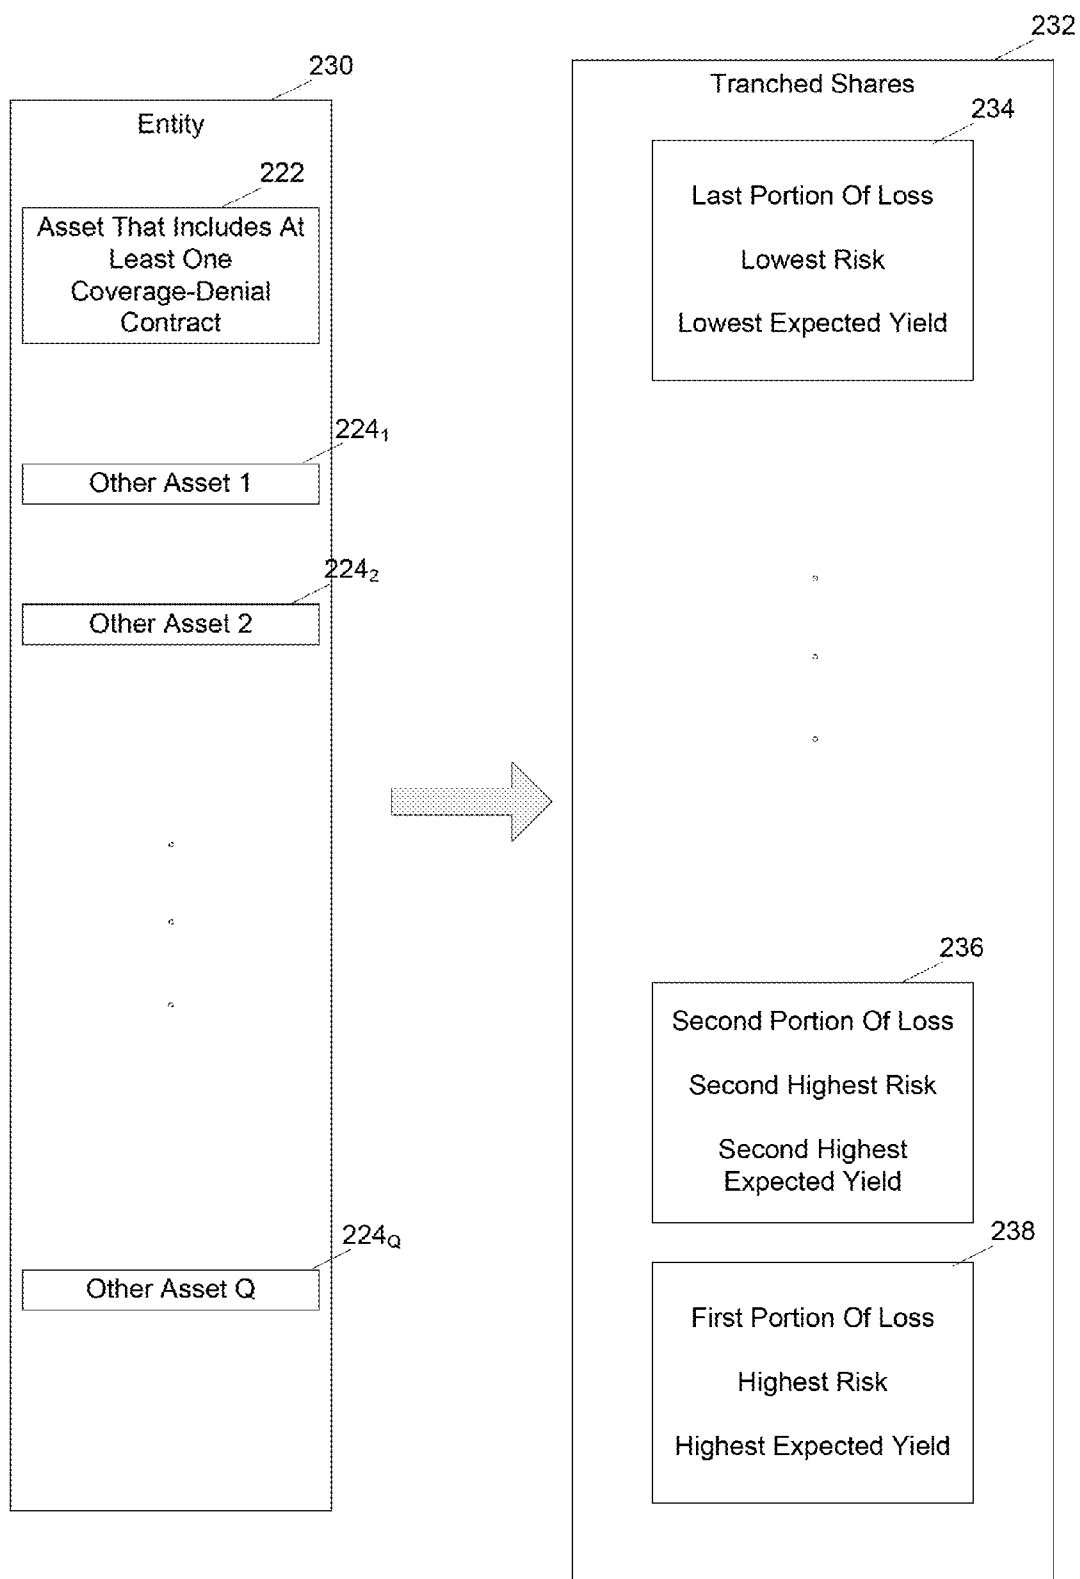 230
Entity
222
Asset That Includes At
Least One
Coverage-Denial
Contract
224₁
Other Asset 1
224₂
Other Asset 2
224Q
Other Asset Q
232
Tranched Shares
234
Last Portion Of Loss
Lowest Risk
Lowest Expected Yield
236
Second Portion Of Loss
Second Highest Risk
Second Highest
Expected Yield
238
First Portion Of Loss
Highest Risk
Highest Expected Yield